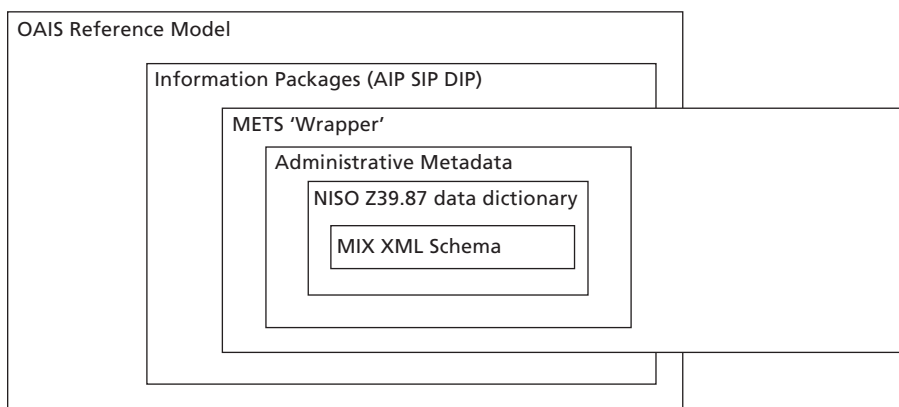 OAIS Reference Model
Information Packages (AIP SIP DIP)
METS ‘Wrapper’
Administrative Metadata
NISO Z39.87 data dictionary
MIX XML Schema